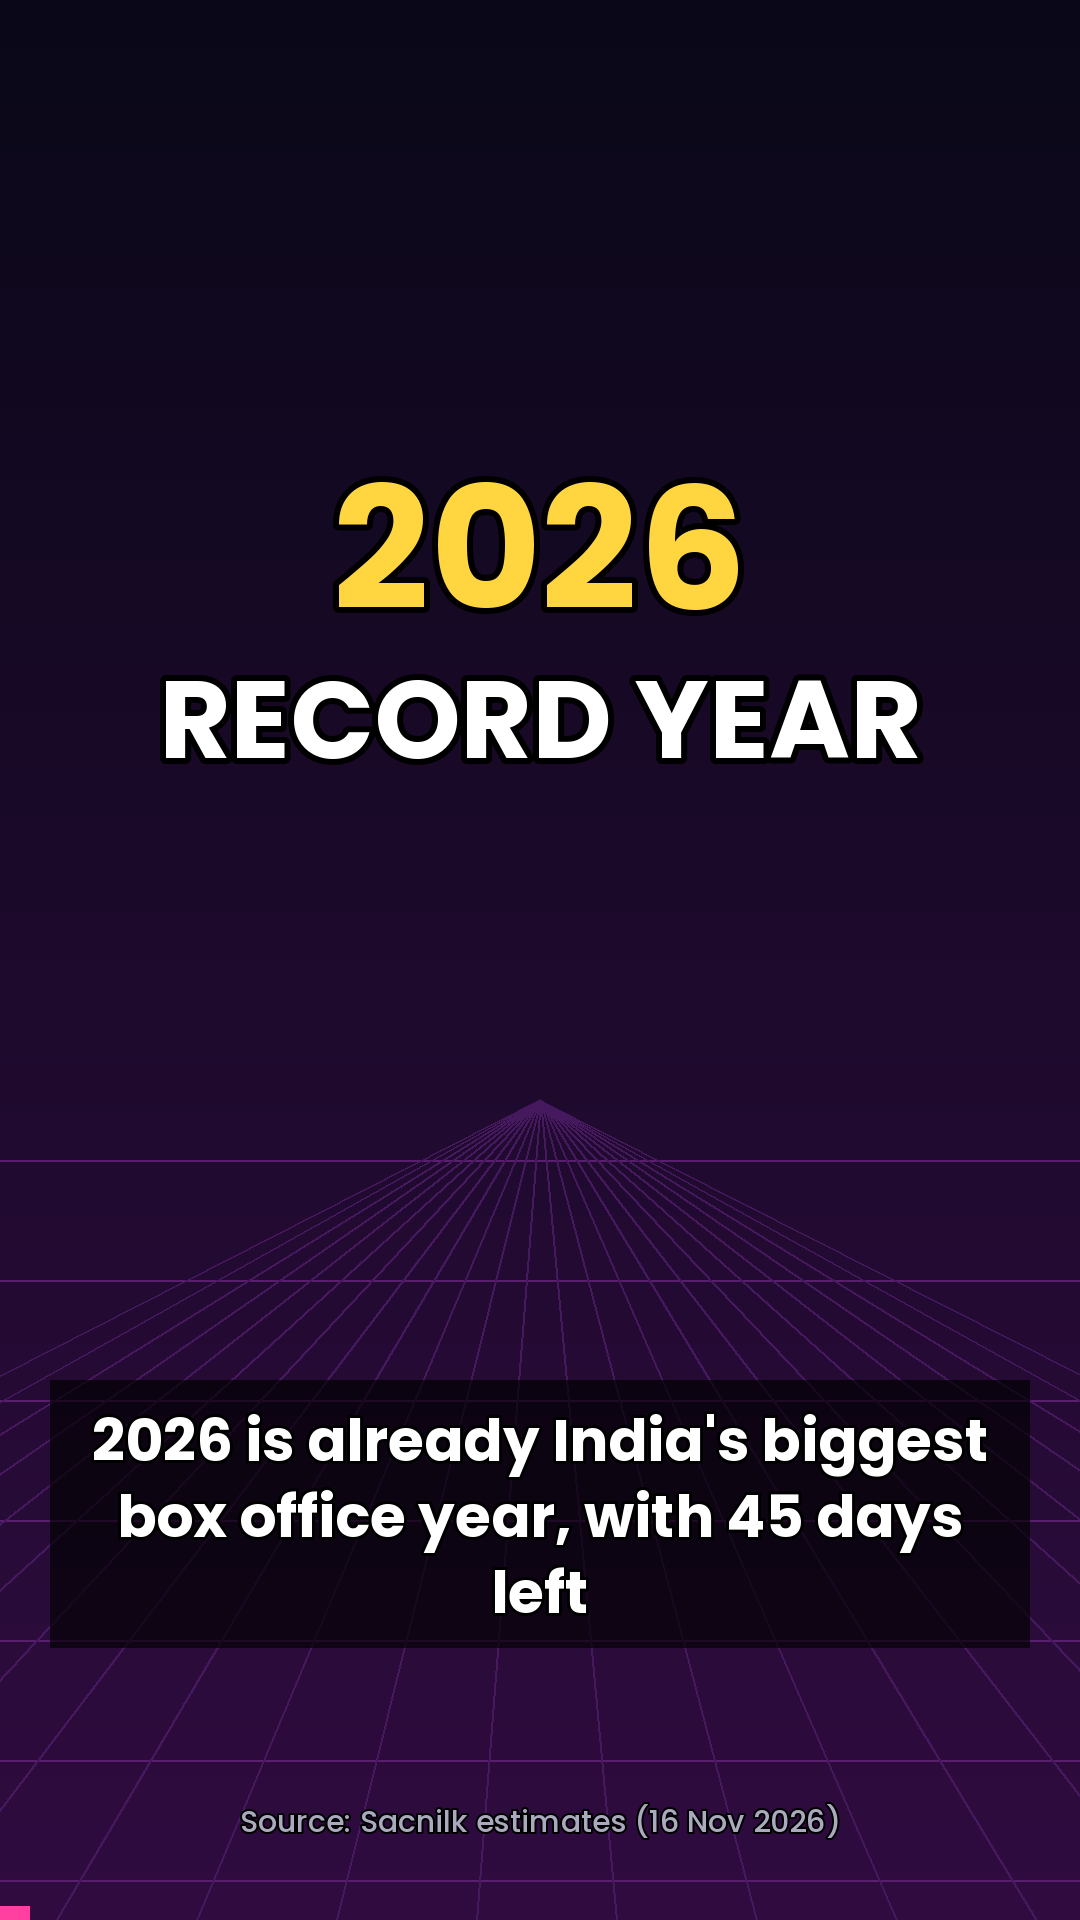 2026
RECORD YEAR
2026 is already India's biggest
box office year, with 45 days
left
Source: Sacnilk estimates (16 Nov 2026)